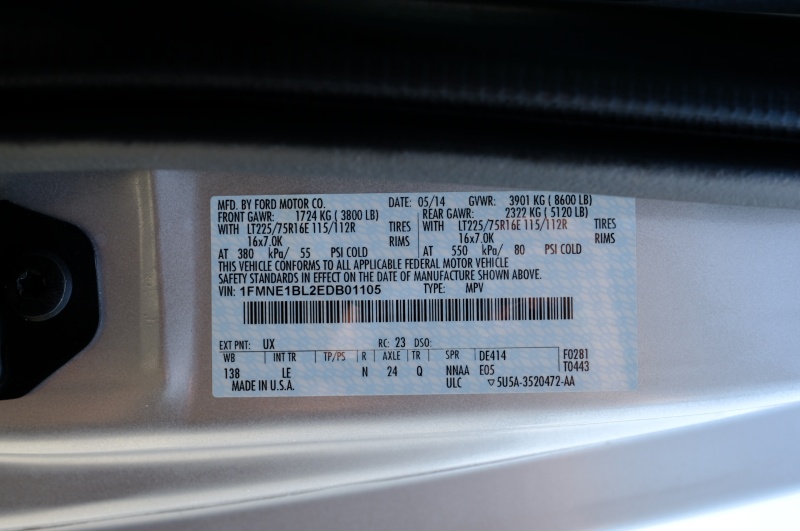 MFD. BY FORD MOTOR CO. DATE: 05/14 GVWR: 3901 KG ( 8600 LB)
FRONT GAWR: 1724 KG ( 3800 LB) REAR GAWR: 2322 KG ( 5120 LB)
WITH LT225/75R16E 115/112R TIRES WITH LT225/75R16E 115/112R TIRES
16x7.0K RIMS 16x7.0K RIMS
AT 380 kPa/ 55 PSI COLD AT 550 kPa/ 80 PSI COLD
THIS VEHICLE CONFORMS TO ALL APPLICABLE FEDERAL MOTOR VEHICLE
SAFETY STANDARDS IN EFFECT ON THE DATE OF MANUFACTURE SHOWN ABOVE.
VIN: 1FMNE1BL2EDB01105 TYPE: MPV
EXT PNT: UX RC: 23 DSO:
WB INT TR TP/PS R AXLE TR SPR DE414 F0281
138 LE N 24 Q NNAA E05 T0443
MADE IN U.S.A. ULC ▽5U5A-3520472-AA